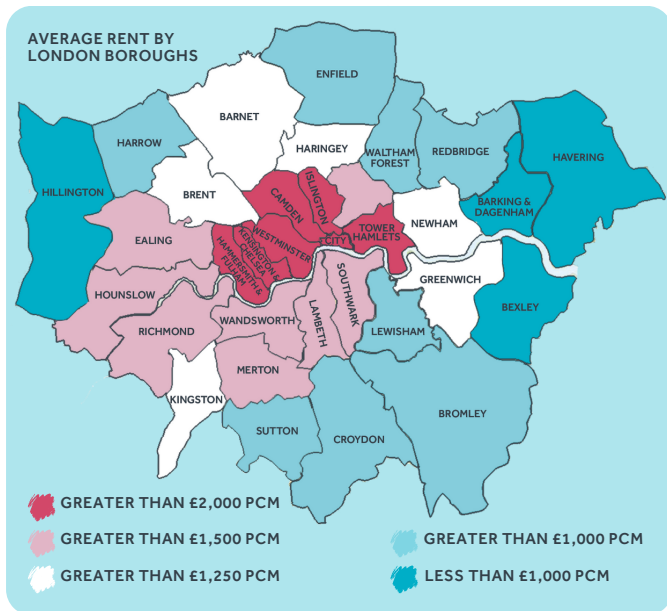 AVERAGE RENT BY
LONDON BOROUGHS
ENFIELD
BARNET
HARROW
HARINGEY
WALTHAM
FOREST
REDBRIDGE
HAVERING
HILLINGTON
BRENT
CAMDEN
ISLINGTON
BARKING &
DAGENHAM
NEWHAM
TOWER
HAMLETS
EALING
WESTMINSTER
CITY
KENSINGTON &
CHELSEA
HAMMERSMITH &
FULHAM
GREENWICH
HOUNSLOW
SOUTHWARK
BEXLEY
RICHMOND
WANDSWORTH
LAMBETH
LEWISHAM
MERTON
KINGSTON
BROMLEY
SUTTON
CROYDON
GREATER THAN £2,000 PCM
GREATER THAN £1,500 PCM
GREATER THAN £1,250 PCM
GREATER THAN £1,000 PCM
LESS THAN £1,000 PCM